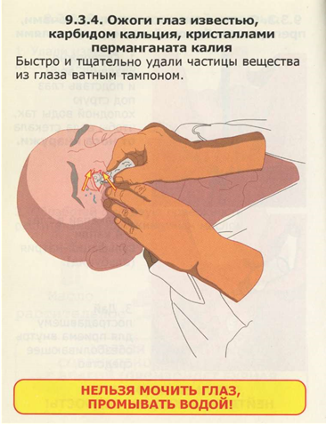 9.3.4. Ожоги глаз известью,
карбидом кальция, кристаллами
перманганата калия
Быстро и тщательно удали частицы вещества
из глаза ватным тампоном.
НЕЛЬЗЯ МОЧИТЬ ГЛАЗ,
ПРОМЫВАТЬ ВОДОЙ!